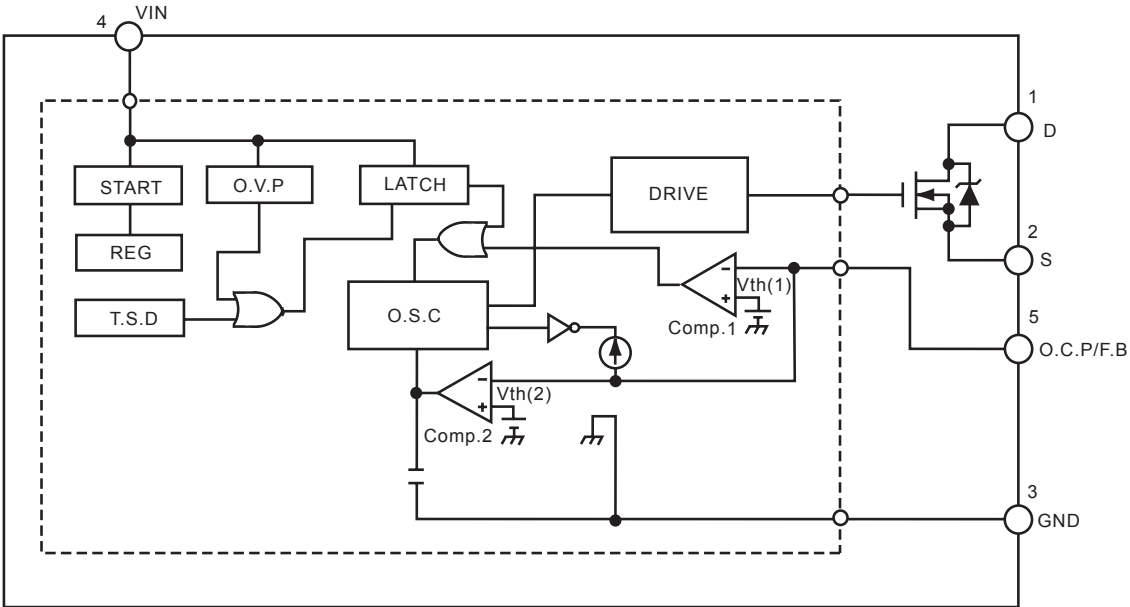 4
VIN
1
D
START
O.V.P
LATCH
DRIVE
REG
2
S
Vth(1)
T.S.D
O.S.C
Comp.1
5
O.C.P/F.B
Vth(2)
Comp.2
3
GND